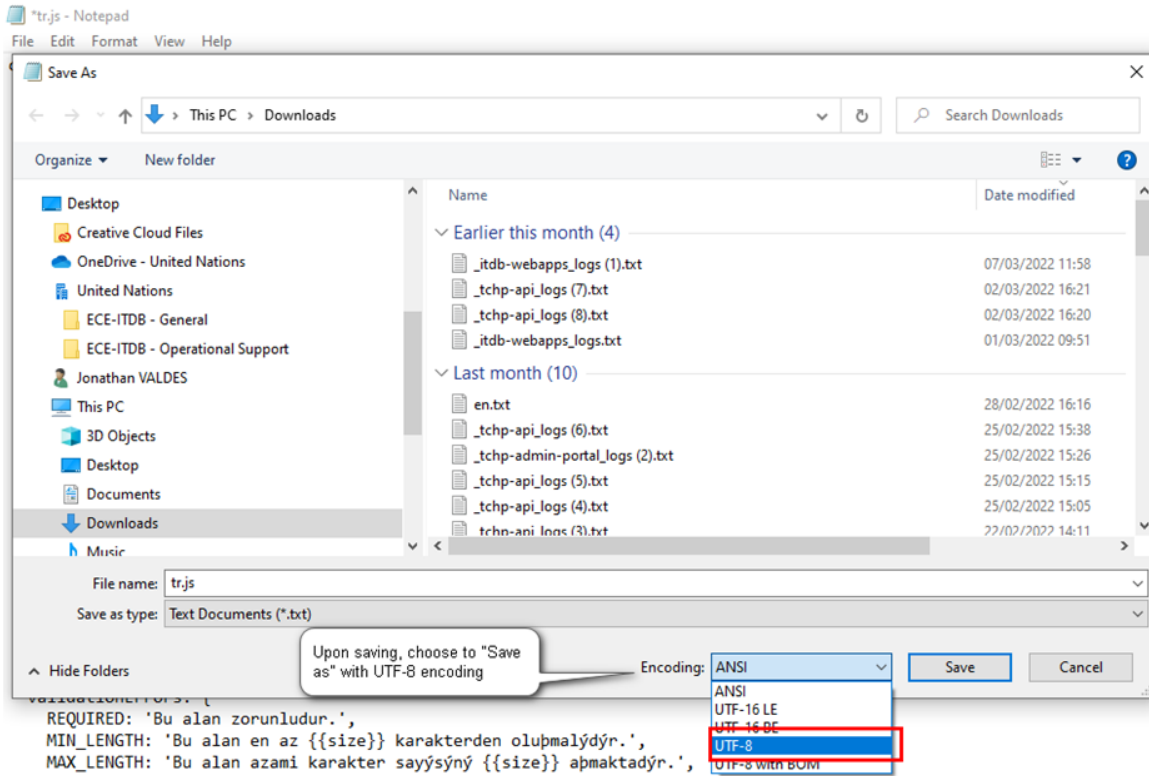 *tr.js - Notepad
File Edit Format View Help
Save As
This PC > Downloads
Search Downloads
Organize New folder
Name Date modified
Desktop
Creative Cloud Files
OneDrive - United Nations
United Nations
ECE-ITDB - General
ECE-ITDB - Operational Support
Jonathan VALDES
This PC
3D Objects
Desktop
Documents
Downloads
Music
Earlier this month (4)
_itdb-webapps_logs (1).txt 07/03/2022 11:58
_tchp-api_logs (7).txt 02/03/2022 16:21
_tchp-api_logs (8).txt 02/03/2022 16:20
_itdb-webapps_logs.txt 01/03/2022 09:51
Last month (10)
en.txt 28/02/2022 16:16
_tchp-api_logs (6).txt 25/02/2022 15:38
_tchp-admin-portal_logs (2).txt 25/02/2022 15:26
_tchp-api_logs (5).txt 25/02/2022 15:15
_tchp-api_logs (4).txt 25/02/2022 15:05
_tchp-api_logs (3).txt 22/02/2022 14:11
File name: tr.js
Save as type: Text Documents (*.txt)
Upon saving, choose to "Save
as" with UTF-8 encoding
Hide Folders
Encoding: ANSI
Save Cancel
ANSI
UTF-16 LE
UTF-16 BE
UTF-8
UTF-8 with BOM
validationErrors: {
REQUIRED: 'Bu alan zorunludur.',
MIN_LENGTH: 'Bu alan en az {{size}} karakterden oluþmalýdýr.',
MAX_LENGTH: 'Bu alan azami karakter sayýsýný {{size}} aþmaktadýr.',